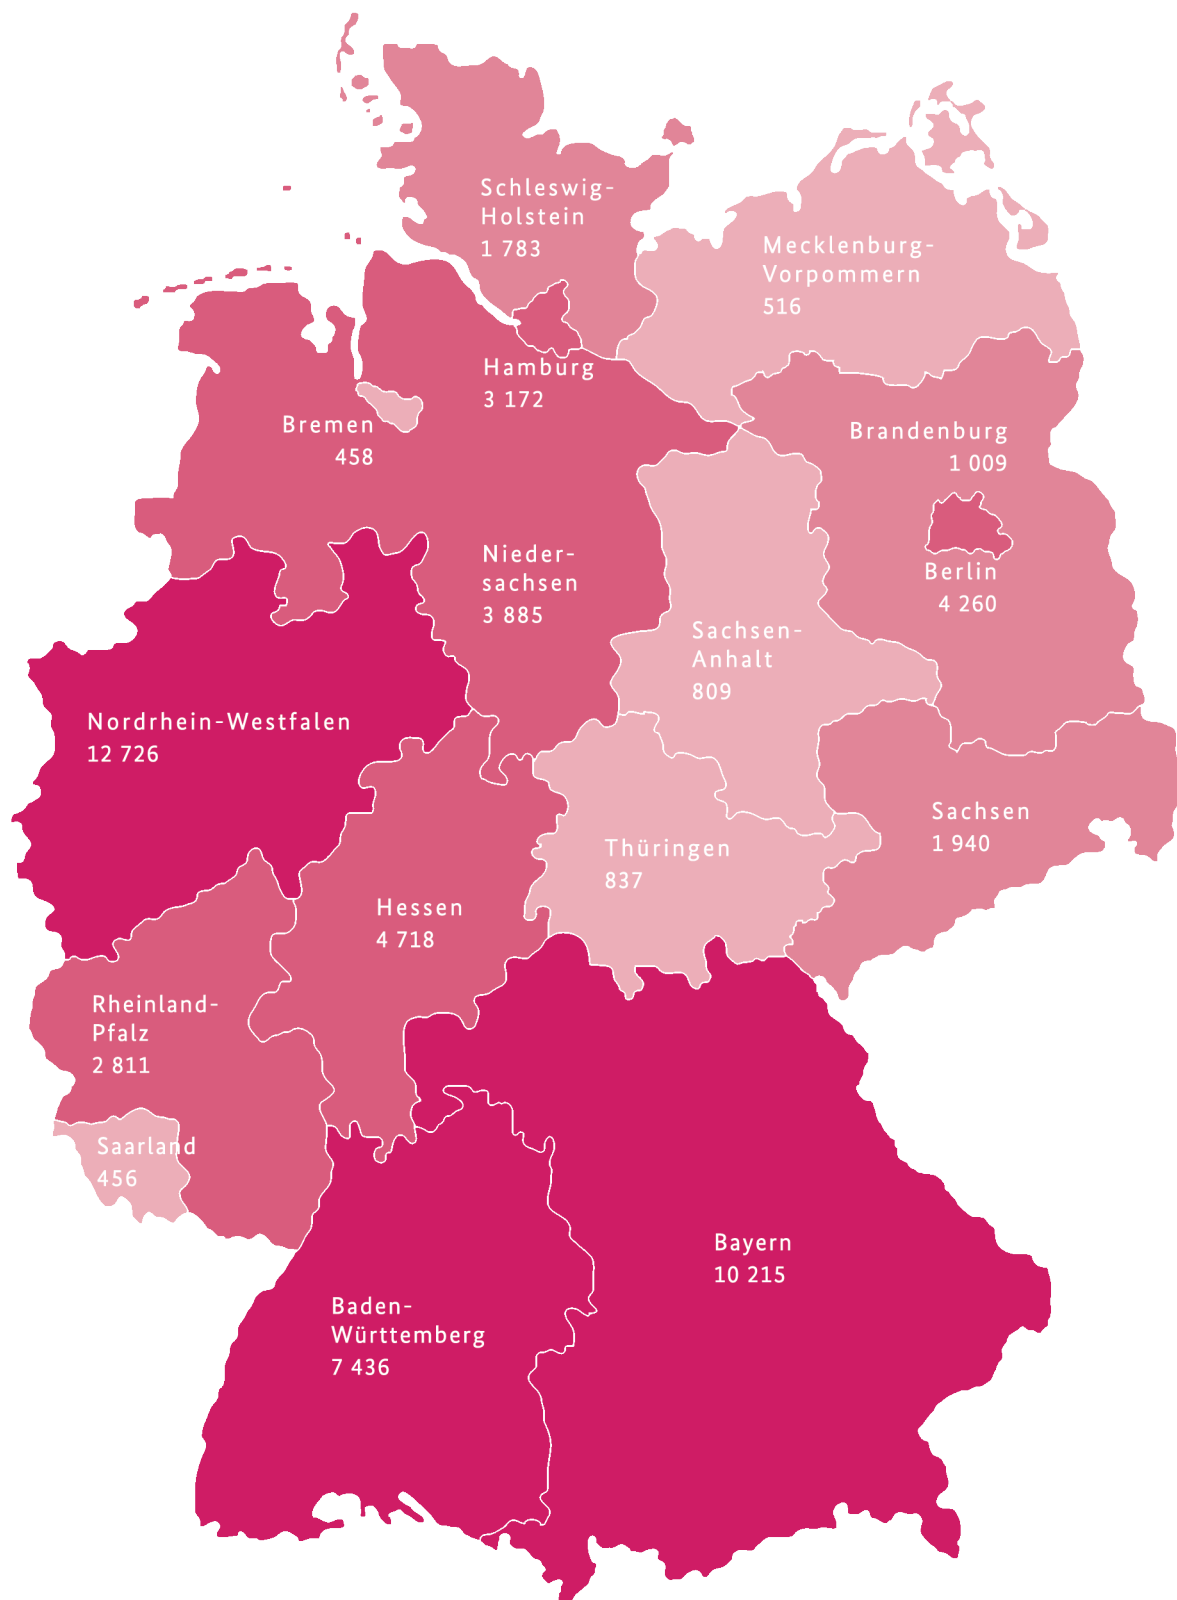 Schleswig-
Holstein
1 783
Mecklenburg-
Vorpommern
516
Hamburg
3 172
Bremen
458
Brandenburg
1 009
Berlin
4 260
Nieder-
sachsen
3 885
Sachsen-
Anhalt
809
Nordrhein-Westfalen
12 726
Sachsen
1 940
Thüringen
837
Hessen
4 718
Rheinland-
Pfalz
2 811
Saarland
456
Bayern
10 215
Baden-
Württemberg
7 436